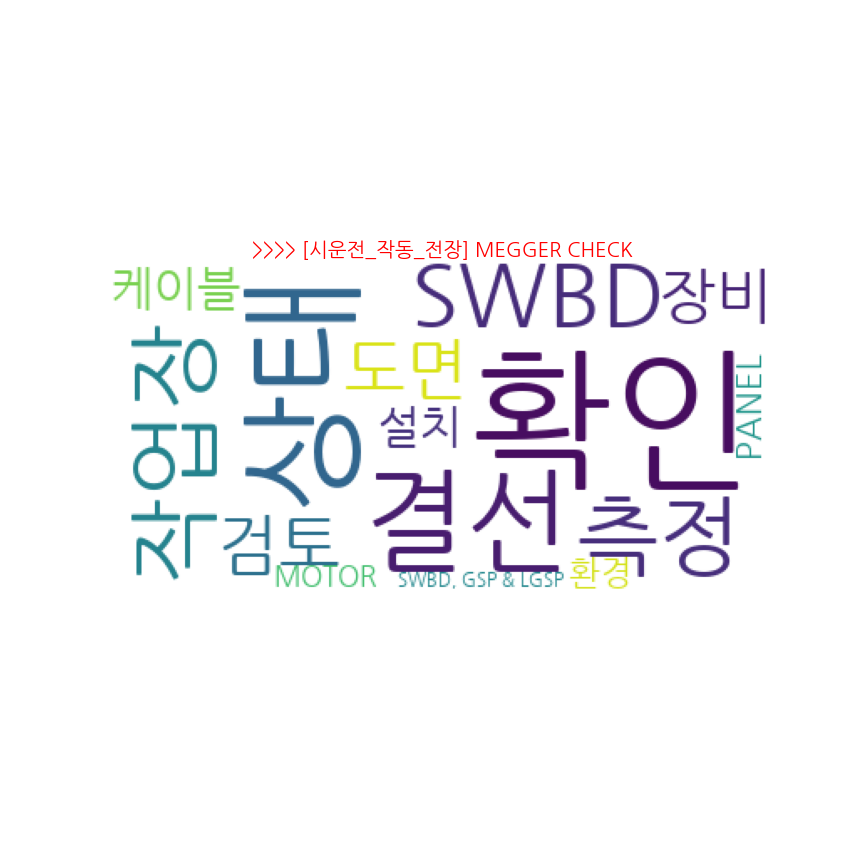 >>>> [시운전_작동_전장] MEGGER CHECK
케이블
상태
SWBD
장비
작업장
도면
확인
PANEL
설치
결선
측정
검토
MOTOR
SWBD, GSP & LGSP
환경